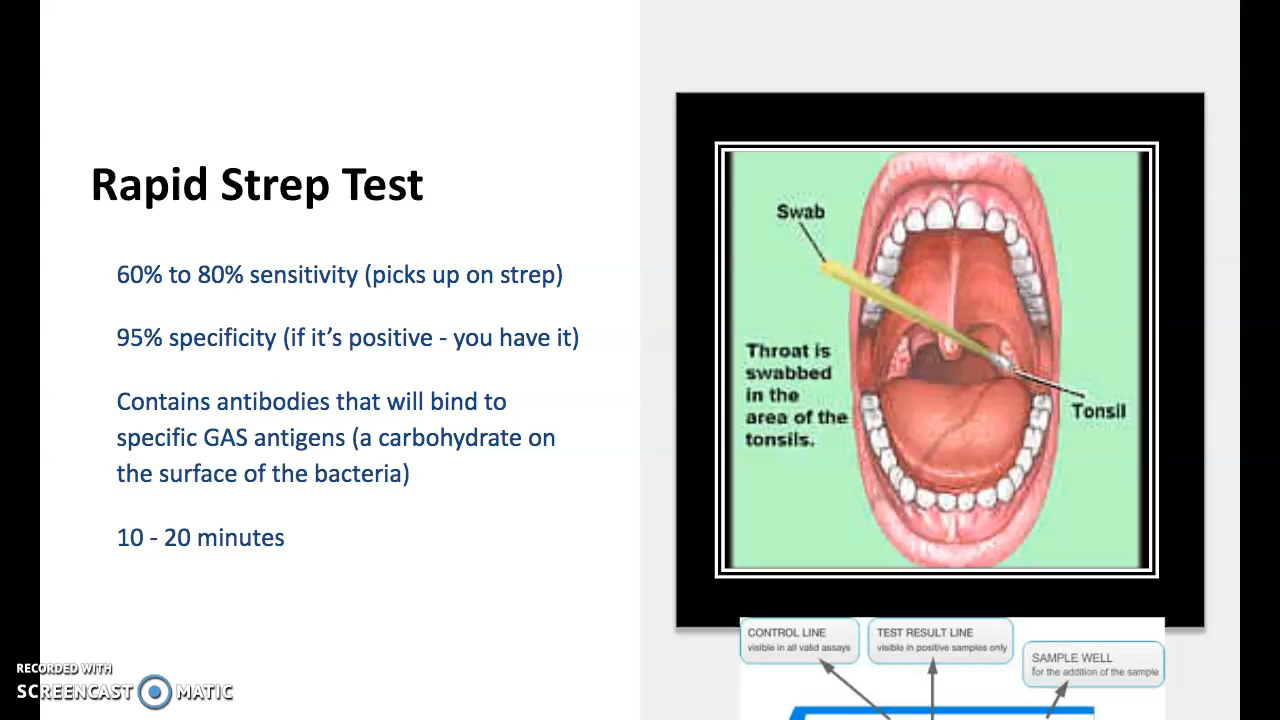 Rapid Strep Test
60% to 80% sensitivity (picks up on strep)
95% specificity (if it’s positive - you have it)
Contains antibodies that will bind to
specific GAS antigens (a carbohydrate on
the surface of the bacteria)
10 - 20 minutes
Swab
Throat is
swabbed
in the
area of the
tonsils.
Tonsil
CONTROL LINE
visible in all valid assays
TEST RESULT LINE
visible in positive samples only
SAMPLE WELL
for the addition of the sample
RECORDED WITH
SCREENCAST MATIC